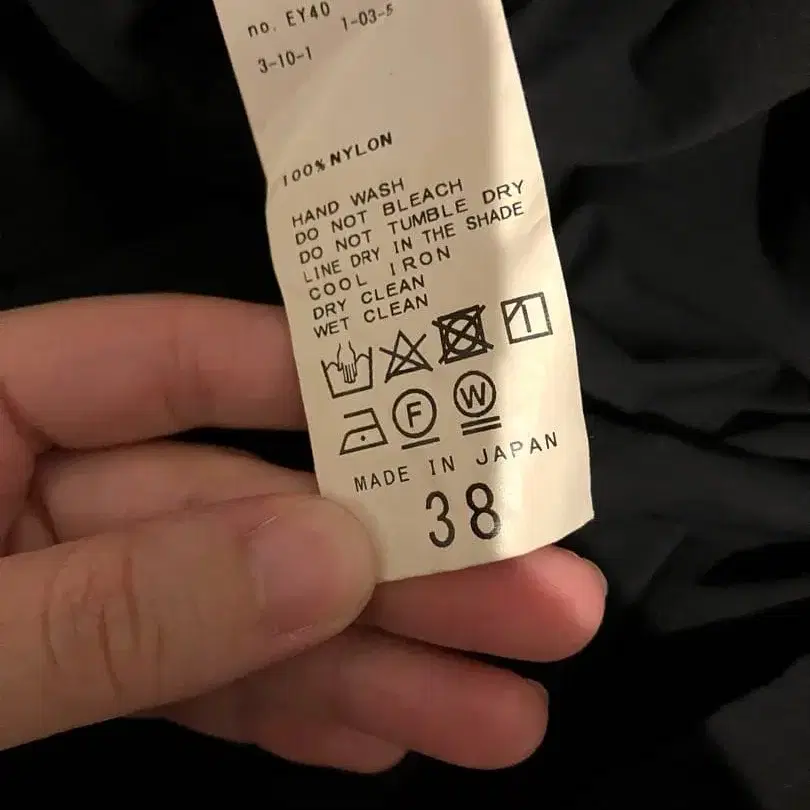 no. EY40 1-03-5
3-10-1
100% NYLON
HAND WASH
DO NOT BLEACH
DO NOT TUMBLE DRY
LINE DRY IN THE SHADE
COOL IRON
DRY CLEAN
WET CLEAN
F W
MADE IN JAPAN
38